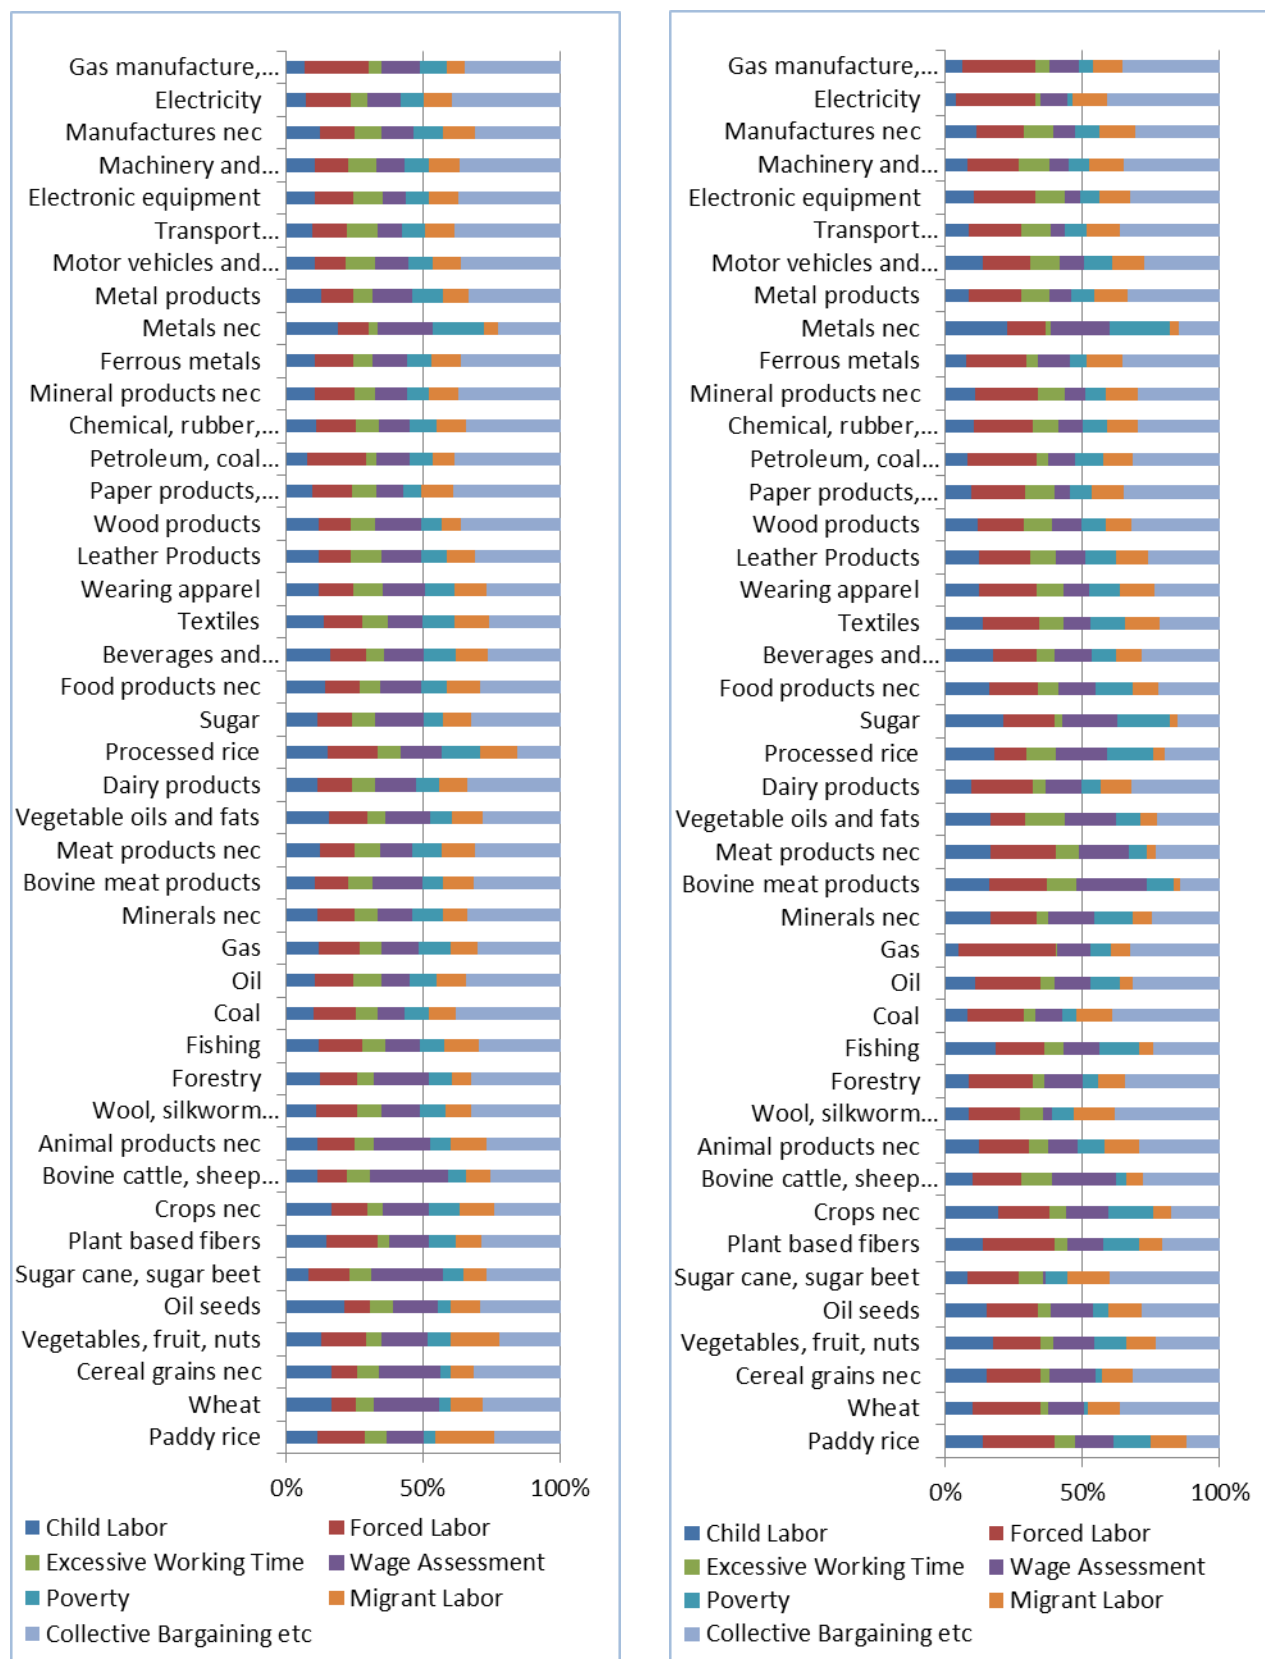 Gas manufacture,...
Electricity
Manufactures nec
Machinery and...
Electronic equipment
Transport...
Motor vehicles and...
Metal products
Metals nec
Ferrous metals
Mineral products nec
Chemical, rubber,...
Petroleum, coal...
Paper products,...
Wood products
Leather Products
Wearing apparel
Textiles
Beverages and...
Food products nec
Sugar
Processed rice
Dairy products
Vegetable oils and fats
Meat products nec
Bovine meat products
Minerals nec
Gas
Oil
Coal
Fishing
Forestry
Wool, silkworm...
Animal products nec
Bovine cattle, sheep...
Crops nec
Plant based fibers
Sugar cane, sugar beet
Oil seeds
Vegetables, fruit, nuts
Cereal grains nec
Wheat
Paddy rice
0% 50% 100%
Child Labor Forced Labor
Excessive Working Time Wage Assessment
Poverty Migrant Labor
Collective Bargaining etc
Gas manufacture,...
Electricity
Manufactures nec
Machinery and...
Electronic equipment
Transport...
Motor vehicles and...
Metal products
Metals nec
Ferrous metals
Mineral products nec
Chemical, rubber,...
Petroleum, coal...
Paper products,...
Wood products
Leather Products
Wearing apparel
Textiles
Beverages and...
Food products nec
Sugar
Processed rice
Dairy products
Vegetable oils and fats
Meat products nec
Bovine meat products
Minerals nec
Gas
Oil
Coal
Fishing
Forestry
Wool, silkworm...
Animal products nec
Bovine cattle, sheep...
Crops nec
Plant based fibers
Sugar cane, sugar beet
Oil seeds
Vegetables, fruit, nuts
Cereal grains nec
Wheat
Paddy rice
0% 50% 100%
Child Labor Forced Labor
Excessive Working Time Wage Assessment
Poverty Migrant Labor
Collective Bargaining etc